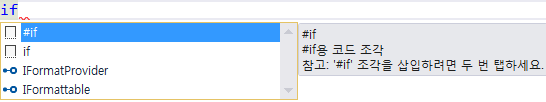 if
#if
if
IFormatProvider
IFormattable
#if
#if용 코드 조각
참고: '#if' 조각을 삽입하려면 두 번 탭하세요.